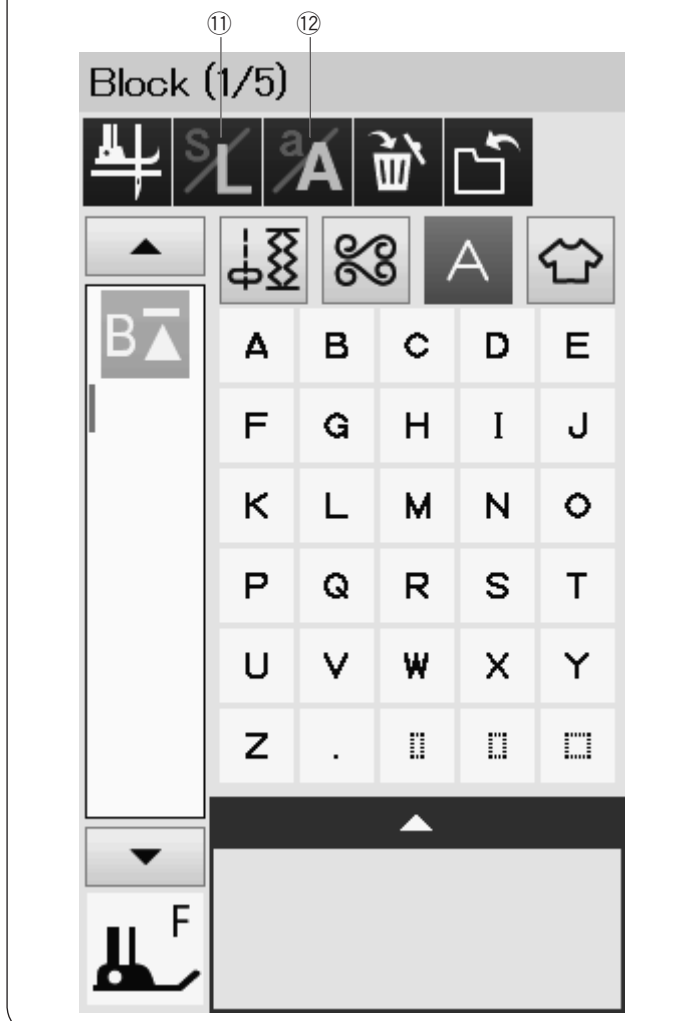 ⑪ ⑫
Block (1/5)
S/L a/A
A
B
A B C D E
F G H I J
K L M N O
P Q R S T
U V W X Y
Z .
F